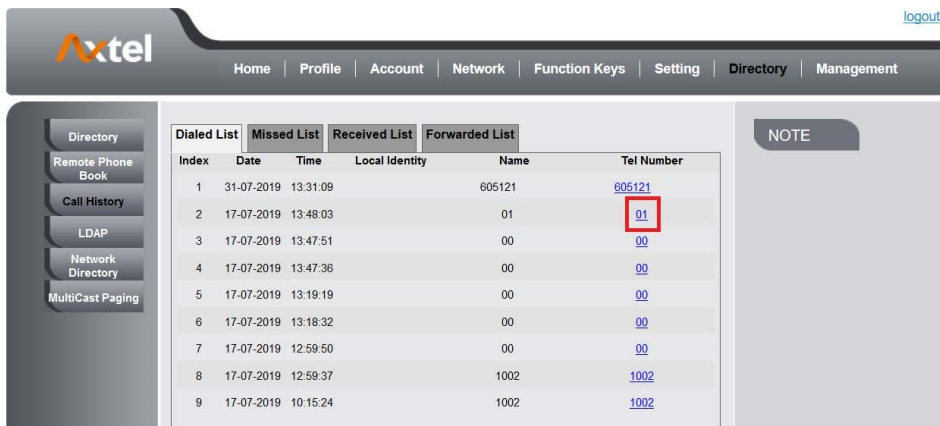 logout
Axtel
Home | Profile | Account | Network | Function Keys | Setting | Directory | Management
Directory
Remote Phone
Book
Call History
LDAP
Network
Directory
MultiCast Paging
Dialed List Missed List Received List Forwarded List
Index Date Time Local Identity Name Tel Number
1 31-07-2019 13:31:09 605121 605121
2 17-07-2019 13:48:03 01 01
3 17-07-2019 13:47:51 00 00
4 17-07-2019 13:47:36 00 00
5 17-07-2019 13:19:19 00 00
6 17-07-2019 13:18:32 00 00
7 17-07-2019 12:59:50 00 00
8 17-07-2019 12:59:37 1002 1002
9 17-07-2019 10:15:24 1002 1002
NOTE